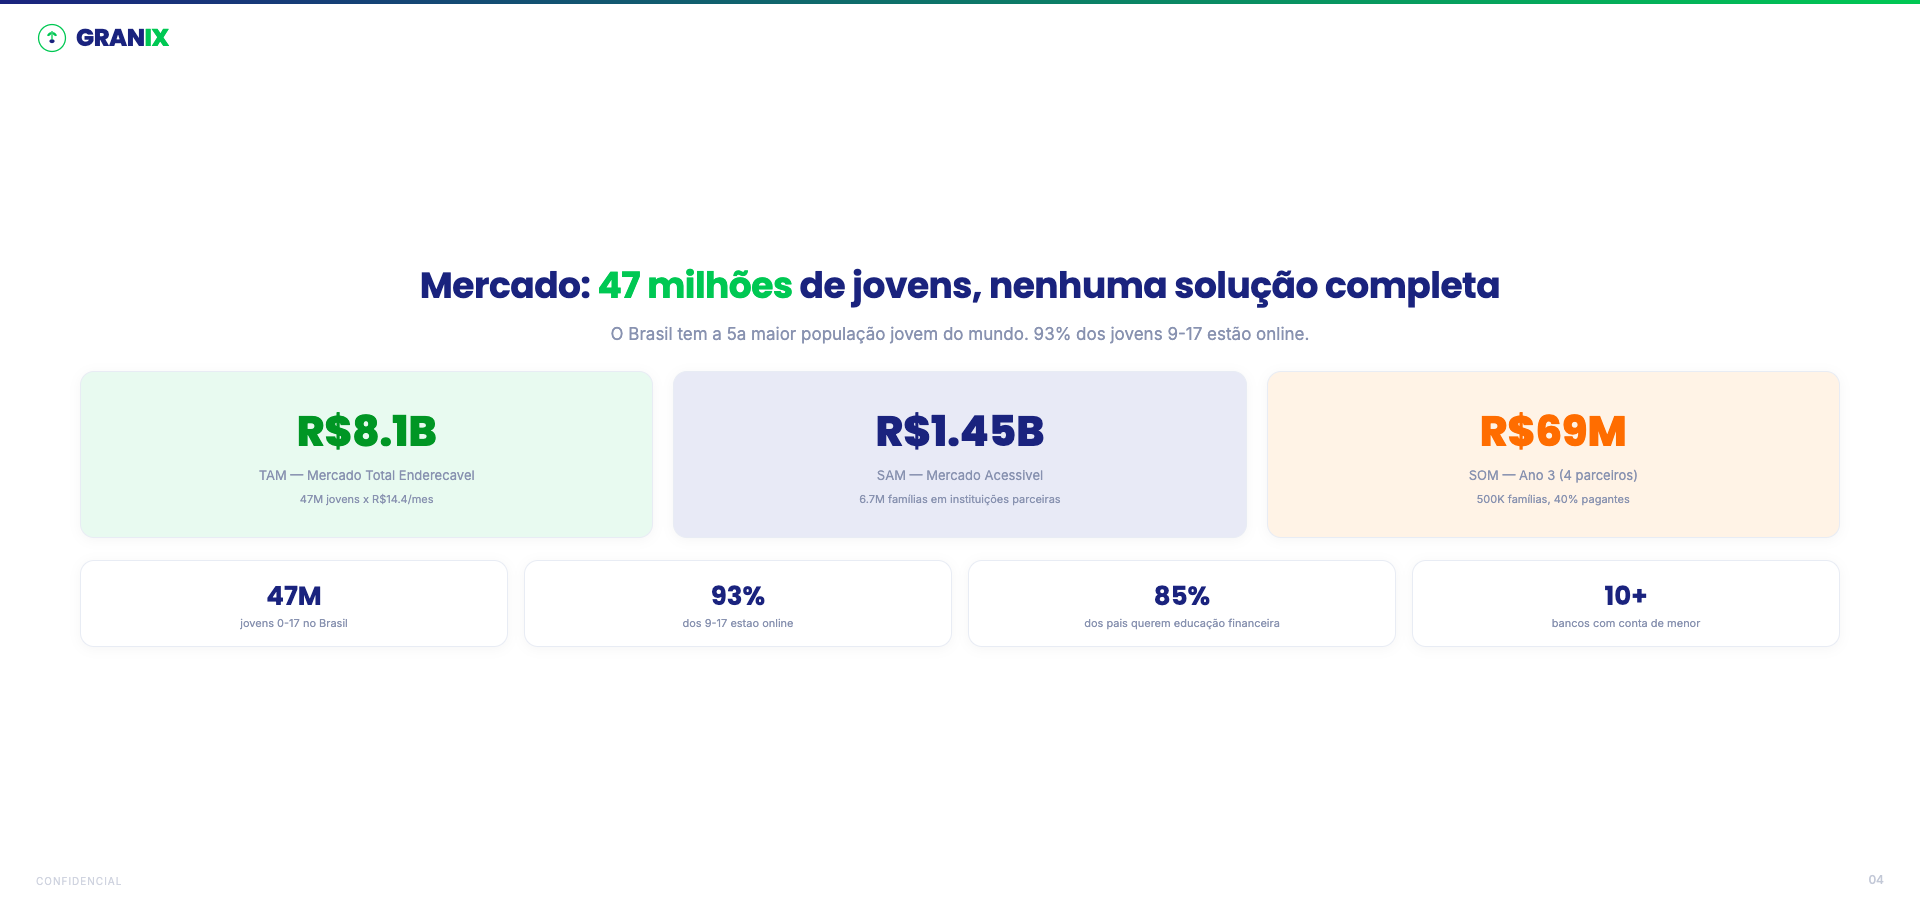 GRANIX
Mercado: 47 milhões de jovens, nenhuma solução completa
O Brasil tem a 5a maior população jovem do mundo. 93% dos jovens 9-17 estão online.
R$8.1B
TAM — Mercado Total Enderecavel
47M jovens x R$14.4/mes
R$1.45B
SAM — Mercado Acessivel
6.7M famílias em instituições parceiras
R$69M
SOM — Ano 3 (4 parceiros)
500K famílias, 40% pagantes
47M
jovens 0-17 no Brasil
93%
dos 9-17 estao online
85%
dos pais querem educação financeira
10+
bancos com conta de menor
CONFIDENCIAL
04